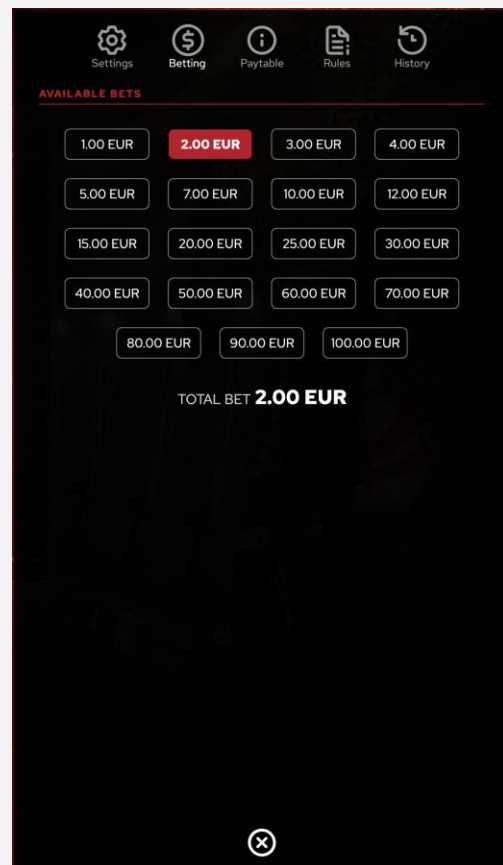 Settings Betting Paytable Rules History
AVAILABLE BETS
1.00 EUR 2.00 EUR 3.00 EUR 4.00 EUR
5.00 EUR 7.00 EUR 10.00 EUR 12.00 EUR
15.00 EUR 20.00 EUR 25.00 EUR 30.00 EUR
40.00 EUR 50.00 EUR 60.00 EUR 70.00 EUR
80.00 EUR 90.00 EUR 100.00 EUR
TOTAL BET 2.00 EUR